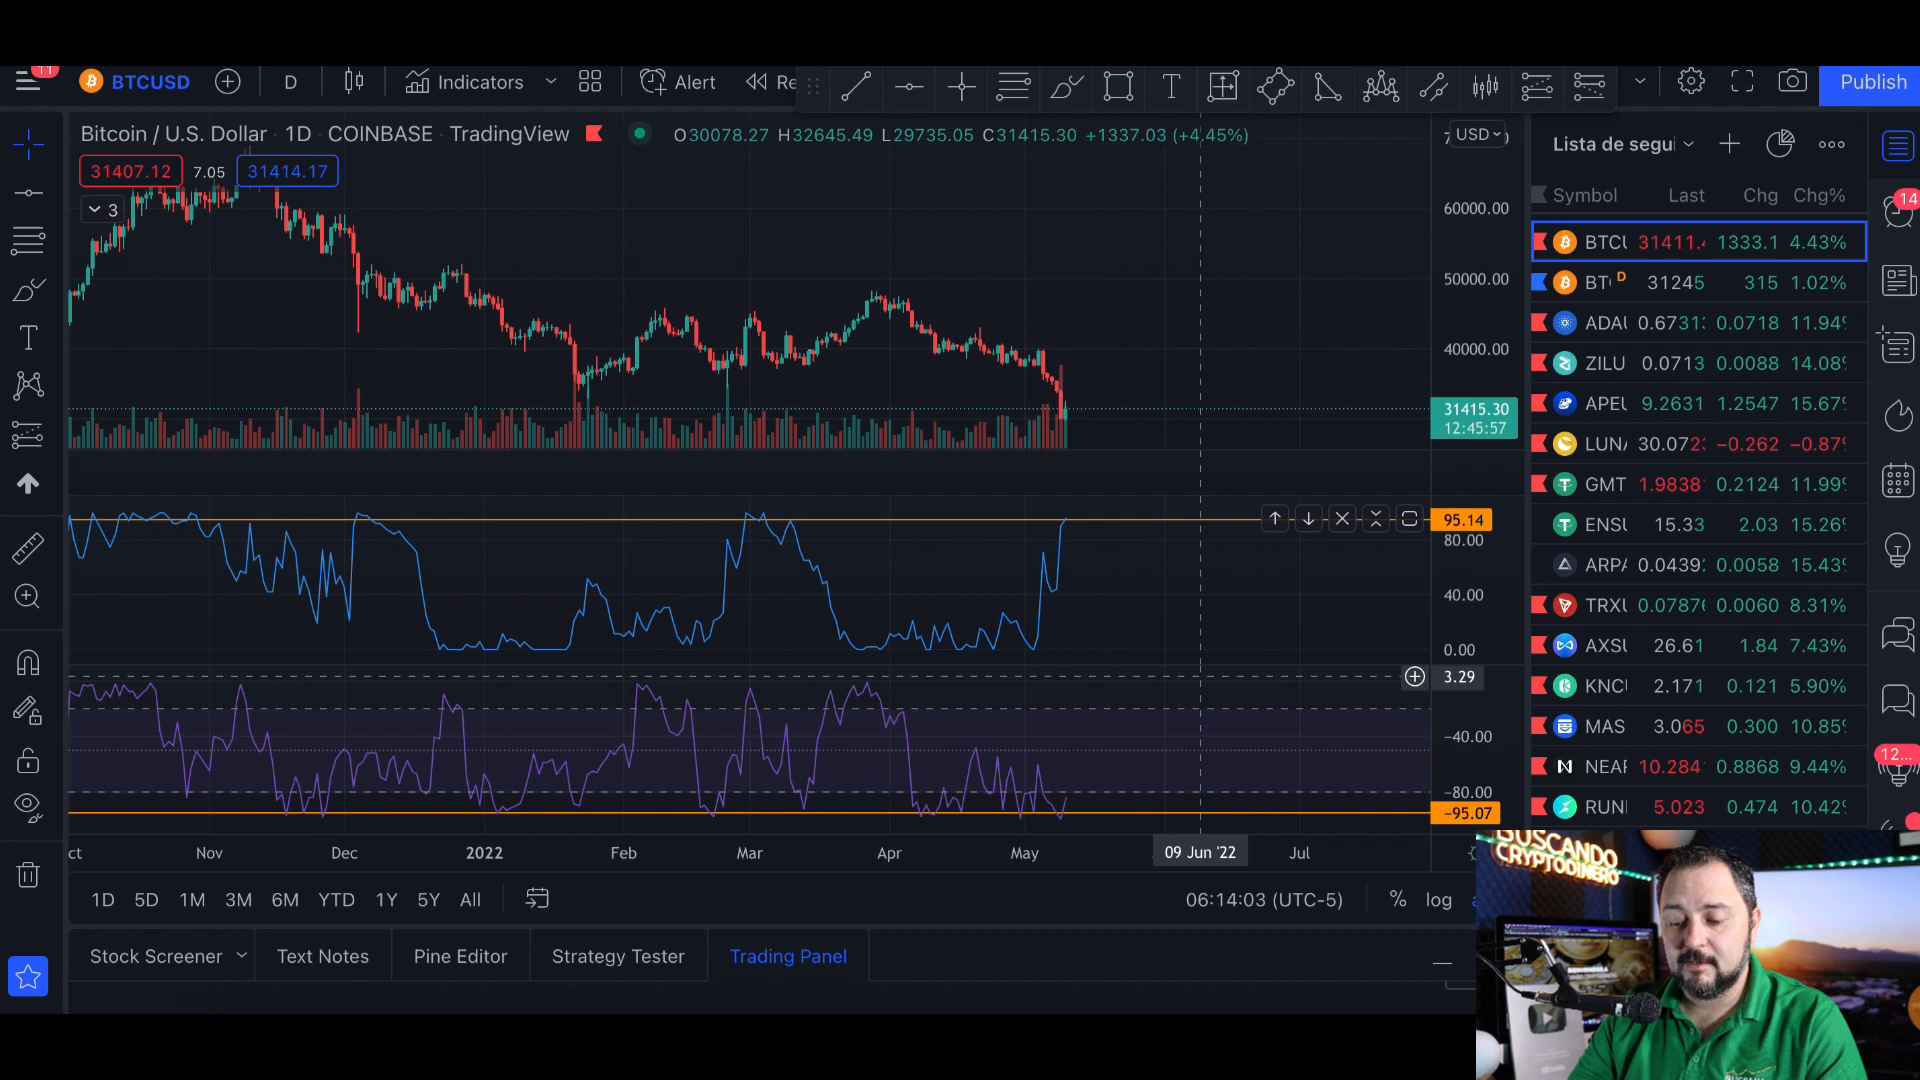 11
BTCUSD D Indicators Alert Re Publish
Bitcoin / U.S. Dollar · 1D · COINBASE · TradingView O30078.27 H32645.49 L29735.05 C31415.30 +1337.03 (+4.45%)
31407.12 7.05 31414.17
3
USD
60000.00
50000.00
40000.00
31415.30
12:45:57
95.14
80.00
40.00
0.00
3.29
−40.00
−80.00
−95.07
ct Nov Dec 2022 Feb Mar Apr May 09 Jun '22 Jul
1D 5D 1M 3M 6M YTD 1Y 5Y All 06:14:03 (UTC-5) % log
Stock Screener Text Notes Pine Editor Strategy Tester Trading Panel
Lista de segui
Symbol Last Chg Chg%
14
BTCU 31411.4 1333.1 4.43%
BT D 31245 315 1.02%
ADAU 0.6731 0.0718 11.94%
ZILU 0.0713 0.0088 14.08%
APEU 9.2631 1.2547 15.67%
LUNA 30.072 −0.262 −0.87%
GMT 1.9838 0.2124 11.99%
ENSU 15.33 2.03 15.26%
ARPA 0.0439 0.0058 15.43%
TRXU 0.0787 0.0060 8.31%
AXSU 26.61 1.84 7.43%
KNCU 2.171 0.121 5.90%
MAS 3.065 0.300 10.85%
NEAR 10.284 0.8868 9.44%
RUNI 5.023 0.474 10.42%
12...
BUSCANDO
CRYPTODINERO